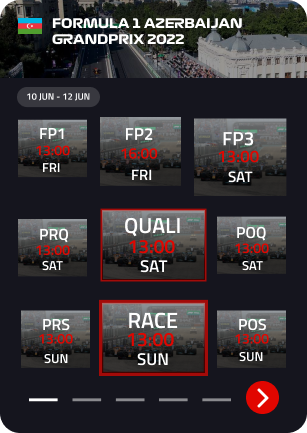 FORMULA 1 AZERBAIJAN
GRANDPRIX 2022
10 JUN - 12 JUN
FP1
13:00
FRI
FP2
16:00
FRI
FP3
13:00
SAT
PRQ
13:00
SAT
QUALI
13:00
SAT
POQ
13:00
SAT
PRS
13:00
SUN
RACE
13:00
SUN
POS
13:00
SUN